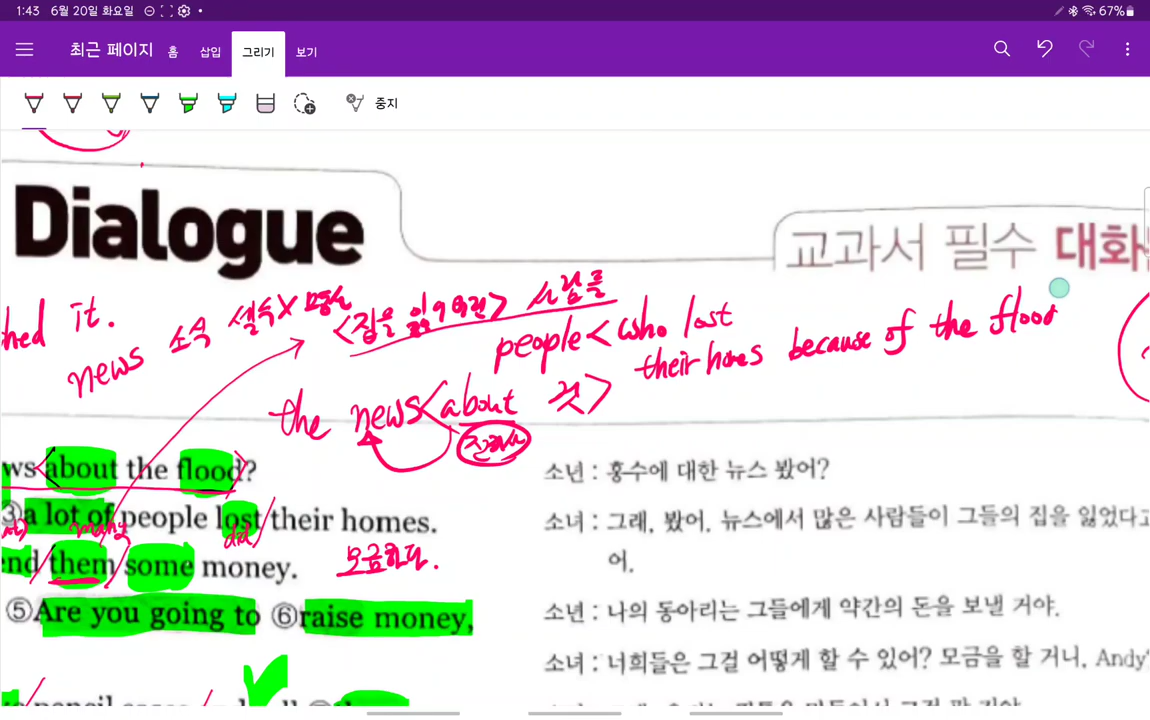 1:43 6월 20일 화요일
67%
최근 페이지 홈 삽입 그리기 보기
중지
Dialogue
교과서 필수 대화
hed it.
news 소식 셀수X 명사
<집을 잃어버린> 사람들
people < who lost
their homes because of the flood
the news < about 것>
전치사
ws <about the flood>?
③a lot of people lost/their homes.
many did
end/them/some money. 모금하다.
⑤Are you going to ⑥raise money,
pencil cases
소년 : 홍수에 대한 뉴스 봤어?
소녀 : 그래, 봤어. 뉴스에서 많은 사람들이 그들의 집을 잃었다고
어.
소년 : 나의 동아리는 그들에게 약간의 돈을 보낼 거야.
소녀 : 너희들은 그걸 어떻게 할 수 있어? 모금을 할 거니, Andy